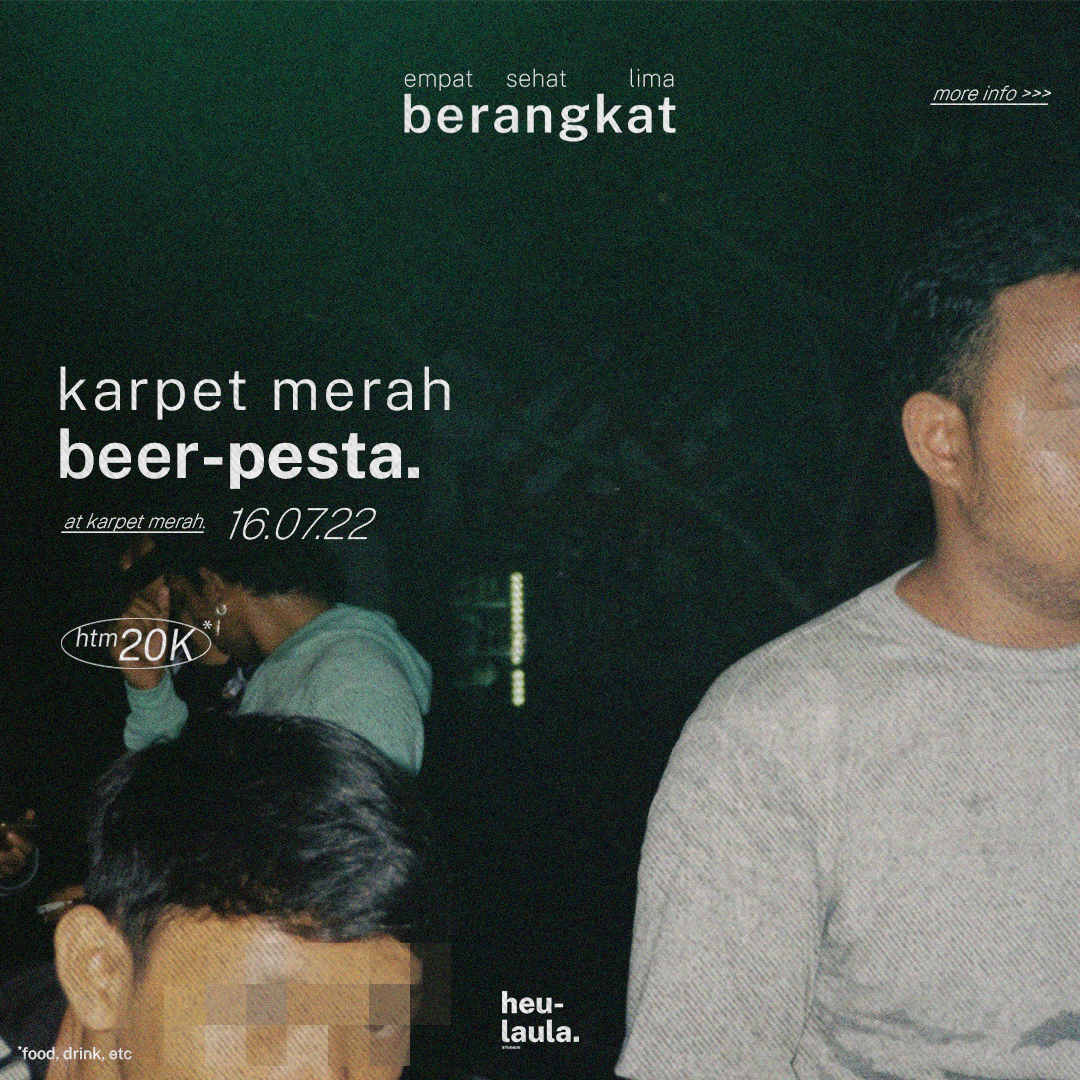 empat sehat lima
berangkat
more info >>>
karpet merah
beer-pesta.
at karpet merah.
16.07.22
htm20K*
heu-
laula.
STUDIOS
*food, drink, etc